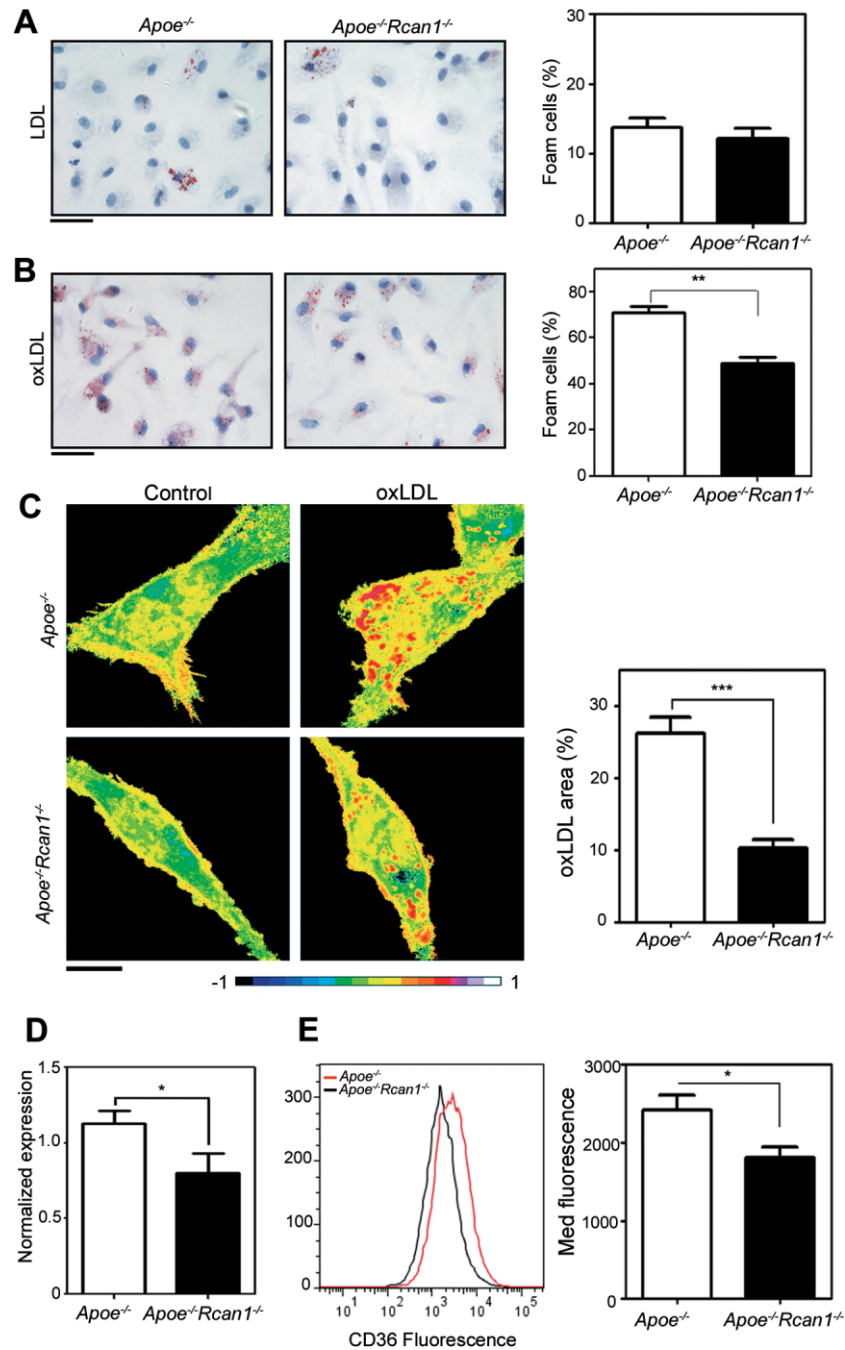 A
Apoe-/-
Apoe-/-Rcan1-/-
LDL
Foam cells (%)
30
20
10
0
Apoe-/-
Apoe-/-Rcan1-/-
B
oxLDL
Foam cells (%)
80
60
40
20
0
**
Apoe-/-
Apoe-/-Rcan1-/-
C
Control
oxLDL
Apoe-/-
Apoe-/-Rcan1-/-
-1
1
oxLDL area (%)
30
20
10
0
***
Apoe-/-
Apoe-/-Rcan1-/-
D
Normalized expression
1.5
1.0
0.5
0
*
Apoe-/-
Apoe-/-Rcan1-/-
E
Apoe-/-
Apoe-/-Rcan1-/-
300
200
100
0
101
102
103
104
105
CD36 Fluorescence
Med fluorescence
3000
2000
1000
0
*
Apoe-/-
Apoe-/-Rcan1-/-